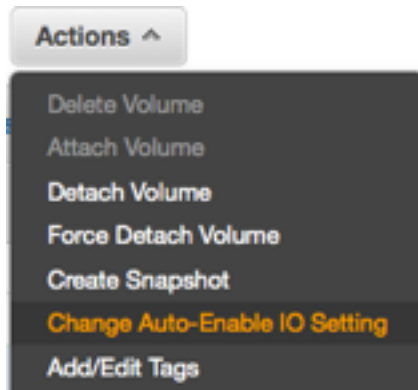 Actions
Delete Volume
Attach Volume
Detach Volume
Force Detach Volume
Create Snapshot
Change Auto-Enable IO Setting
Add/Edit Tags